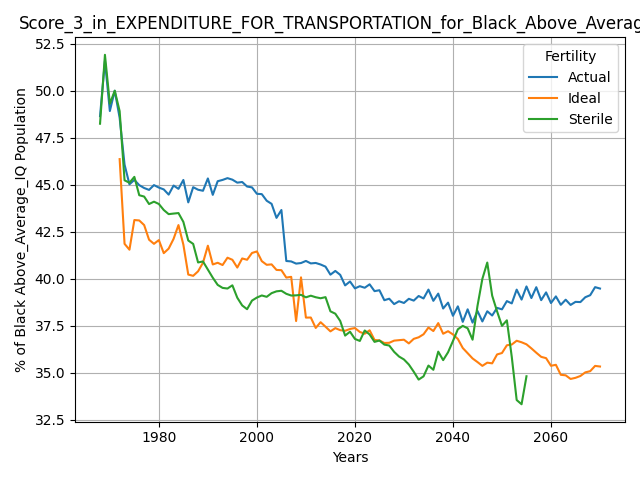 Score_3_in_EXPENDITURE_FOR_TRANSPORTATION_for_Black_Above_Averag
52.5
50.0
47.5
45.0
42.5
40.0
37.5
35.0
32.5
% of Black Above_Average_IQ Population
Fertility
Actual
Ideal
Sterile
1980 2000 2020 2040 2060
Years